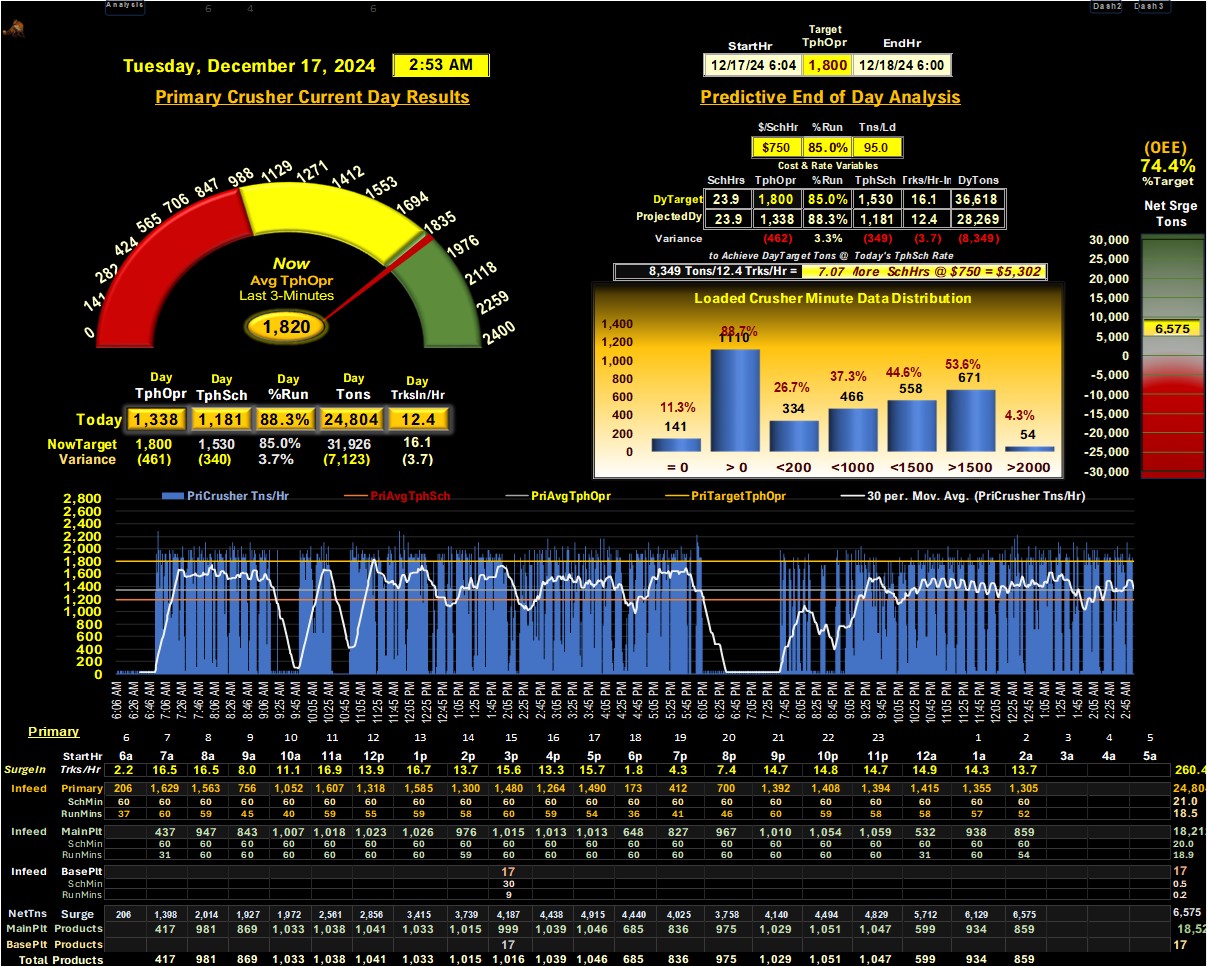 Analysis 6 4 6 Dash2 Dash3
Target
StartHr TphOpr EndHr
Tuesday, December 17, 2024 2:53 AM 12/17/24 6:04 1,800 12/18/24 6:00
Primary Crusher Current Day Results
Predictive End of Day Analysis
$/SchHr %Run Tns/Ld
$750 85.0% 95.0
Cost & Rate Variables
SchHrs TphOpr %Run TphSch Trks/Hr-In DyTons
DyTarget 23.9 1,800 85.0% 1,530 16.1 36,618
ProjectedDy 23.9 1,338 88.3% 1,181 12.4 28,269
Variance (462) 3.3% (349) (3.7) (8,349)
to Achieve DayTarget Tons @ Today's TphSch Rate
8,349 Tons/12.4 Trks/Hr = 7.07 More SchHrs @ $750 = $5,302
(OEE)
74.4%
%Target
Net Srge
Tons
30,000
25,000
20,000
15,000
10,000
6,575
5,000
0
-5,000
-10,000
-15,000
-20,000
-25,000
-30,000
0 141 282 424 565 706 847 988 1129 1271 1412 1553 1694 1835 1976 2118 2259 2400
Now
Avg TphOpr
Last 3-Minutes
1,820
Loaded Crusher Minute Data Distribution
1,400
1,200
1,000
800
600
400
200
0
11.3% 88.7% 26.7% 37.3% 44.6% 53.6% 4.3%
141 1110 334 466 558 671 54
= 0 > 0 <200 <1000 <1500 >1500 >2000
Day Day Day Day Day
TphOpr TphSch %Run Tons TrksIn/Hr
Today 1,338 1,181 88.3% 24,804 12.4
NowTarget 1,800 1,530 85.0% 31,926 16.1
Variance (461) (340) 3.7% (7,123) (3.7)
PriCrusher Tns/Hr PriAvgTphSch PriAvgTphOpr PriTargetTphOpr 30 per. Mov. Avg. (PriCrusher Tns/Hr)
2,800
2,600
2,400
2,200
2,000
1,800
1,600
1,400
1,200
1,000
800
600
400
200
0
6:06 AM 6:26 AM 6:46 AM 7:06 AM 7:26 AM 7:46 AM 8:06 AM 8:26 AM 8:46 AM 9:05 AM 9:25 AM 9:45 AM 10:05 AM 10:25 AM 10:45 AM 11:05 AM 11:25 AM 11:45 AM 12:05 PM 12:25 PM 12:45 PM 1:05 PM 1:25 PM 1:45 PM 2:05 PM 2:25 PM 2:45 PM 3:05 PM 3:25 PM 3:45 PM 4:05 PM 4:25 PM 4:45 PM 5:05 PM 5:25 PM 5:45 PM 6:05 PM 6:25 PM 6:45 PM 7:05 PM 7:25 PM 7:45 PM 8:05 PM 8:25 PM 8:45 PM 9:05 PM 9:25 PM 9:45 PM 10:05 PM 10:25 PM 10:45 PM 11:05 PM 11:25 PM 11:45 PM 12:05 AM 12:25 AM 12:45 AM 1:05 AM 1:25 AM 1:45 AM 2:05 AM 2:25 AM 2:45 AM
Primary 6 7 8 9 10 11 12 13 14 15 16 17 18 19 20 21 22 23 1 2 3 4 5
StartHr 6a 7a 8a 9a 10a 11a 12p 1p 2p 3p 4p 5p 6p 7p 8p 9p 10p 11p 12a 1a 2a 3a 4a 5a
SurgeIn Trks/Hr 2.2 16.5 16.5 8.0 11.1 16.9 13.9 16.7 13.7 15.6 13.3 15.7 1.8 4.3 7.4 14.7 14.8 14.7 14.9 14.3 13.7 260.4
Infeed Primary 206 1,629 1,563 756 1,052 1,607 1,318 1,585 1,300 1,480 1,264 1,490 173 412 700 1,392 1,408 1,394 1,415 1,355 1,305 24,80
SchMin 60 60 60 60 60 60 60 60 60 60 60 60 60 60 60 60 60 60 60 60 60 21.0
RunMins 37 60 59 45 40 59 55 59 58 60 59 54 36 41 46 60 59 58 58 57 52 18.5
Infeed MainPlt 437 947 843 1,007 1,018 1,023 1,026 976 1,015 1,013 1,013 648 827 967 1,010 1,054 1,059 532 938 859 18,21
SchMin 60 60 60 60 60 60 60 60 60 60 60 60 60 60 60 60 60 60 60 60 20.0
RunMins 31 60 60 60 60 60 60 59 60 60 60 60 60 60 60 60 60 31 60 54 18.9
Infeed BasePlt 17 17
SchMin 30 0.5
RunMins 9 0.2
NetTns Surge 206 1,398 2,014 1,927 1,972 2,561 2,856 3,415 3,739 4,187 4,438 4,915 4,440 4,025 3,758 4,140 4,494 4,829 5,712 6,129 6,575 6,575
MainPlt Products 417 981 869 1,033 1,038 1,041 1,033 1,015 999 1,039 1,046 685 836 975 1,029 1,051 1,047 599 934 859 18,52
BasePlt Products 17 17
Total Products 417 981 869 1,033 1,038 1,041 1,033 1,015 1,016 1,039 1,046 685 836 975 1,029 1,051 1,047 599 934 859